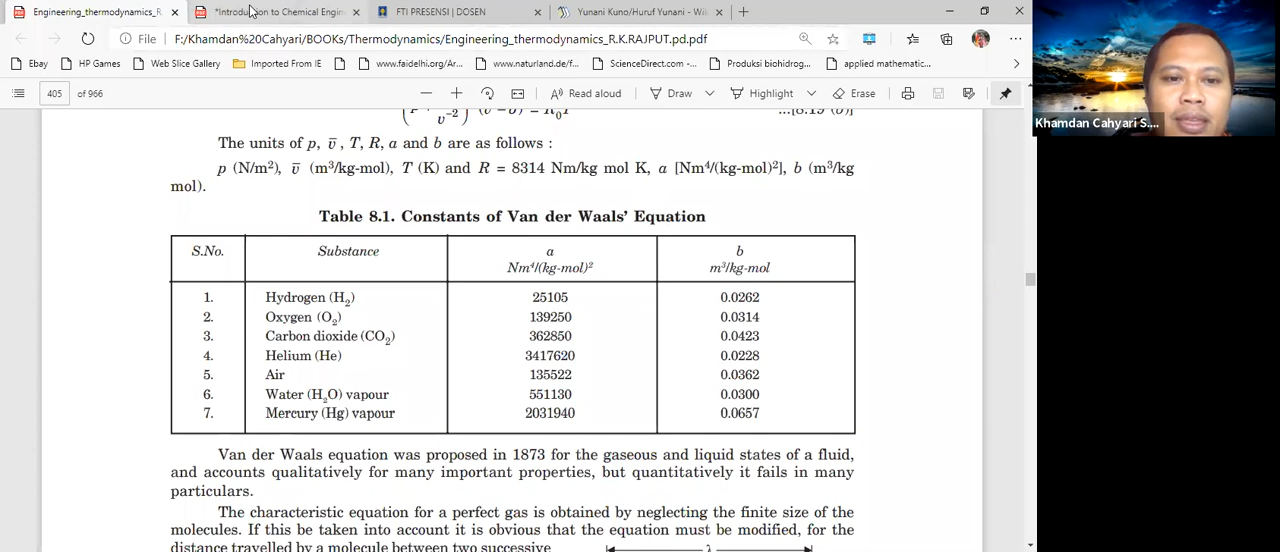 Engineering_thermodynamics_R.
*Introduction to Chemical Engin
FTI PRESENSI | DOSEN
Yunani Kuno/Huruf Yunani - Wi
File F:/Khamdan%20Cahyari/BOOKs/Thermodynamics/Engineering_thermodynamics_R.K.RAJPUT.pd.pdf
Ebay HP Games Web Slice Gallery Imported From IE www.faidelh.org/Ar... www.naturland.de/f... ScienceDirect.com -... Produksi biohidrog... applied mathematic...
405 of 966 Read aloud Draw Highlight Erase
The units of p, v̅, T, R, a and b are as follows :
p (N/m²), v̅ (m³/kg-mol), T (K) and R = 8314 Nm/kg mol K, a [Nm⁴/(kg-mol)²], b (m³/kg
mol).
Table 8.1. Constants of Van der Waals' Equation
S.No. Substance a b
Nm⁴/(kg-mol)² m³/kg-mol
1. Hydrogen (H₂) 25105 0.0262
2. Oxygen (O₂) 139250 0.0314
3. Carbon dioxide (CO₂) 362850 0.0423
4. Helium (He) 3417620 0.0228
5. Air 135522 0.0362
6. Water (H₂O) vapour 551130 0.0300
7. Mercury (Hg) vapour 2031940 0.0657
Van der Waals equation was proposed in 1873 for the gaseous and liquid states of a fluid,
and accounts qualitatively for many important properties, but quantitatively it fails in many
particulars.
The characteristic equation for a perfect gas is obtained by neglecting the finite size of the
molecules. If this be taken into account it is obvious that the equation must be modified, for the
distance travelled by a molecule between two successive
Khamdan Cahyari S....